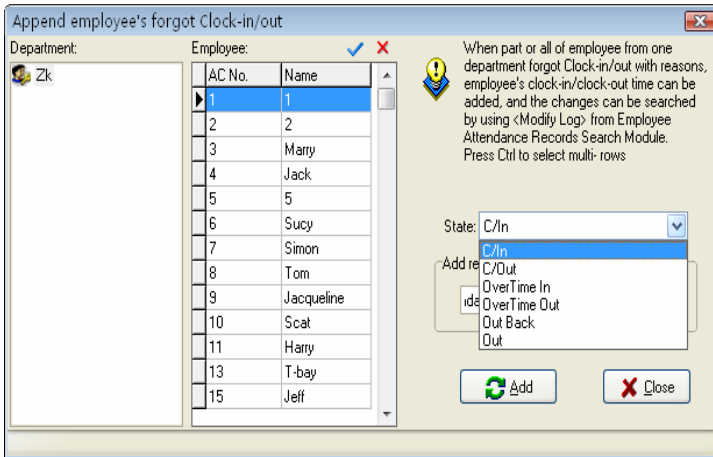 Append employee's forgot Clock-in/out
Department:
Zk
Employee:
AC No. Name
1 1
2 2
3 Marry
4 Jack
5 5
6 Sucy
7 Simon
8 Tom
9 Jacqueline
10 Scat
11 Harry
13 T-bay
15 Jeff
When part or all of employee from one
department forgot Clock-in/out with reasons,
employee's clock-in/clock-out time can be
added, and the changes can be searched
by using <Modify Log> from Employee
Attendance Records Search Module.
Press Ctrl to select multi- rows
State: C/In
C/In
Add re
C/Out
OverTime In
OverTime Out
Out Back
Out
Add
Close